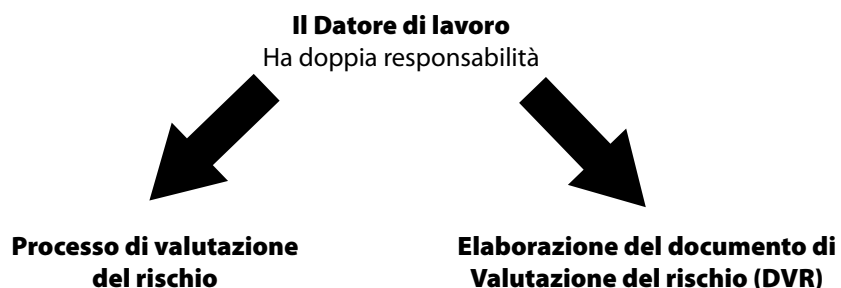 Il Datore di lavoro
Ha doppia responsabilità
Processo di valutazione
del rischio
Elaborazione del documento di
Valutazione del rischio (DVR)